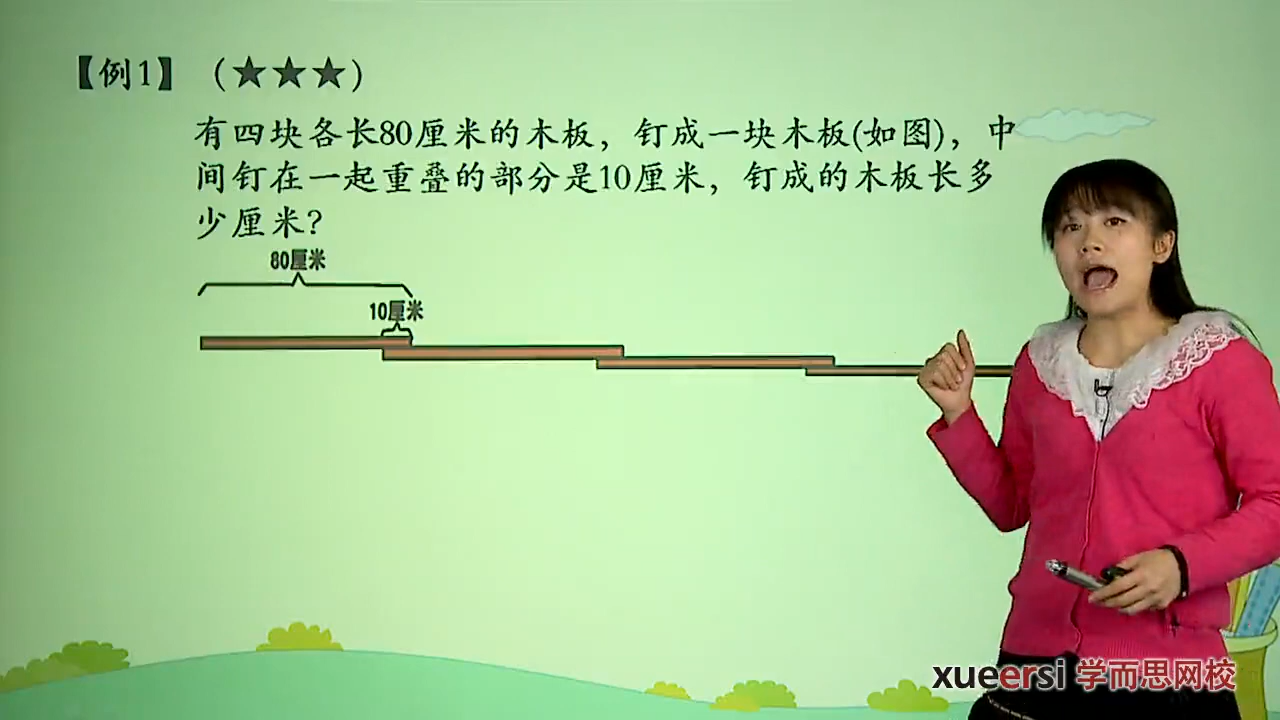 【例1】（★★★）
有四块各长80厘米的木板，钉成一块木板(如图)，中
间钉在一起重叠的部分是10厘米，钉成的木板长多
少厘米？
80厘米
10厘米
xueersi 学而思网校